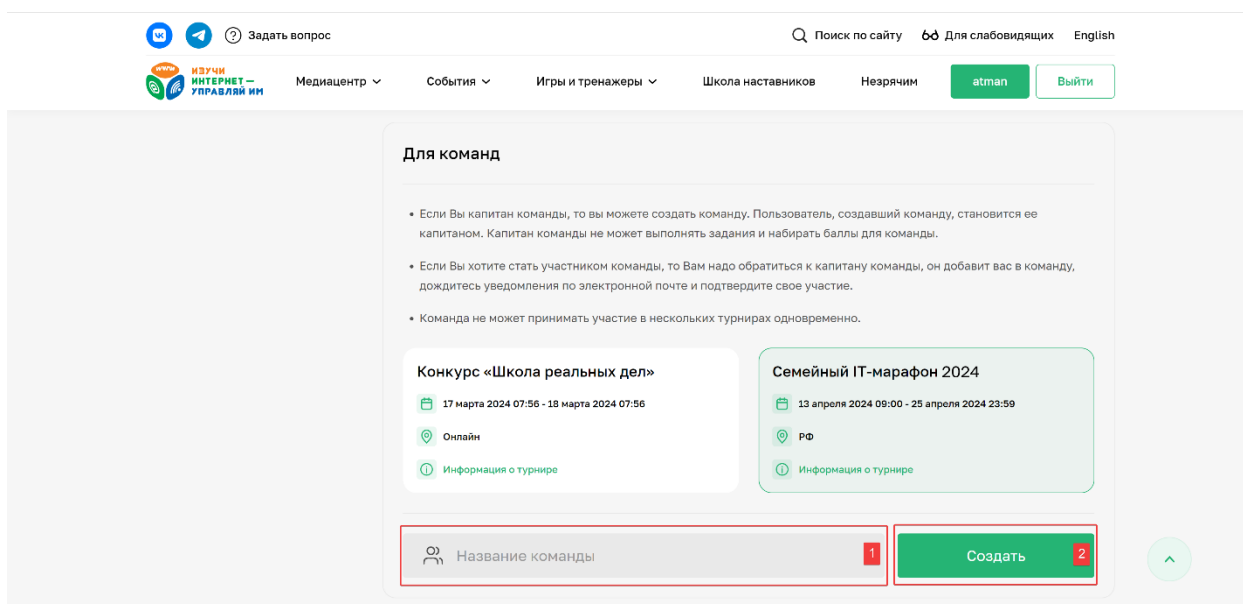 Задать вопрос
Поиск по сайту
Для слабовидящих
English
www
ИЗУЧИ
ИНТЕРНЕТ —
УПРАВЛЯЙ ИМ
Медиацентр
События
Игры и тренажеры
Школа наставников
Незрячим
atman
Выйти
Для команд
• Если Вы капитан команды, то вы можете создать команду. Пользователь, создавший команду, становится ее
капитаном. Капитан команды не может выполнять задания и набирать баллы для команды.
• Если Вы хотите стать участником команды, то Вам надо обратиться к капитану команды, он добавит вас в команду,
дождитесь уведомления по электронной почте и подтвердите свое участие.
• Команда не может принимать участие в нескольких турнирах одновременно.
Конкурс «Школа реальных дел»
17 марта 2024 07:56 - 18 марта 2024 07:56
Онлайн
Информация о турнире
Семейный IT-марафон 2024
13 апреля 2024 09:00 - 25 апреля 2024 23:59
РФ
Информация о турнире
Название команды
1
Создать
2